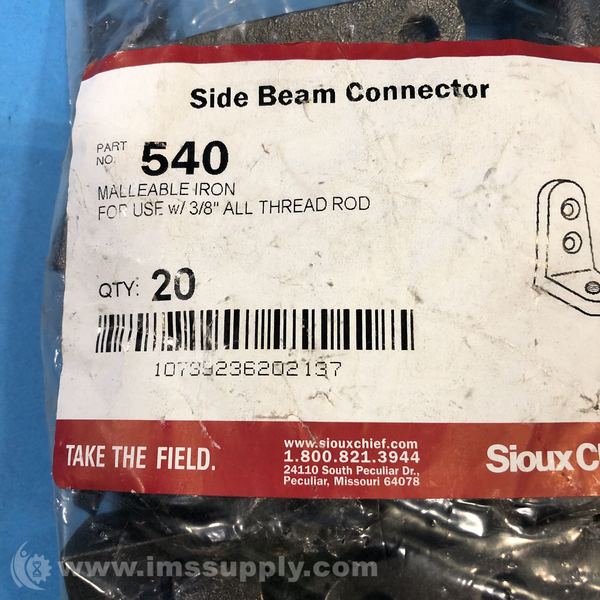 Side Beam Connector
PART NO. 540
MALLEABLE IRON
FOR USE w/ 3/8" ALL THREAD ROD
QTY: 20
10739236202137
TAKE THE FIELD.
www.siouxchief.com
1.800.821.3944
24110 South Peculiar Dr.,
Peculiar, Missouri 64078
Sioux
www.imssupply.com